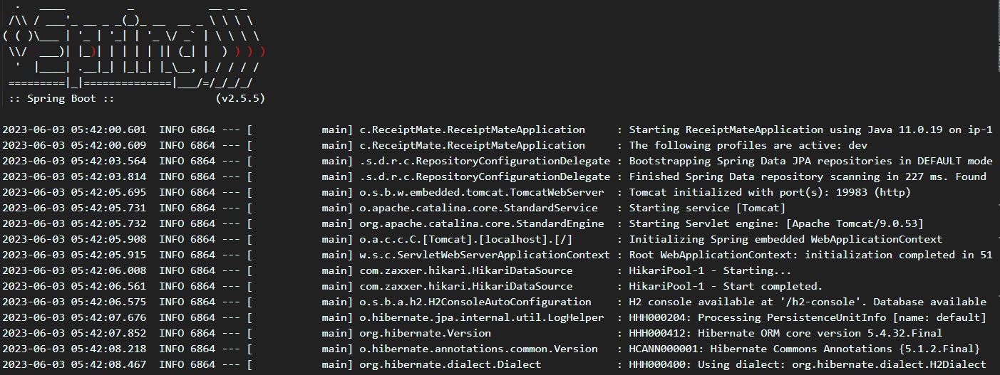 .   ____          _            __ _ _
 /\\ / ___'_ __ _ _(_)_ __  __ _ \ \ \ \
( ( )\___ | '_ | '_| | '_ \/ _` | \ \ \ \
 \\/  ___)| |_)| | | | | || (_| |  ) ) ) )
  '  |____| .__|_| |_|_| |_\__, | / / / /
 =========|_|==============|___/=/_/_/_/
 :: Spring Boot ::                (v2.5.5)

2023-06-03 05:42:00.601  INFO 6864 --- [           main] c.ReceiptMate.ReceiptMateApplication     : Starting ReceiptMateApplication using Java 11.0.19 on ip-1
2023-06-03 05:42:00.609  INFO 6864 --- [           main] c.ReceiptMate.ReceiptMateApplication     : The following profiles are active: dev
2023-06-03 05:42:03.564  INFO 6864 --- [           main] .s.d.r.c.RepositoryConfigurationDelegate : Bootstrapping Spring Data JPA repositories in DEFAULT mode
2023-06-03 05:42:03.814  INFO 6864 --- [           main] .s.d.r.c.RepositoryConfigurationDelegate : Finished Spring Data repository scanning in 227 ms. Found
2023-06-03 05:42:05.695  INFO 6864 --- [           main] o.s.b.w.embedded.tomcat.TomcatWebServer  : Tomcat initialized with port(s): 19983 (http)
2023-06-03 05:42:05.731  INFO 6864 --- [           main] o.apache.catalina.core.StandardService   : Starting service [Tomcat]
2023-06-03 05:42:05.732  INFO 6864 --- [           main] org.apache.catalina.core.StandardEngine  : Starting Servlet engine: [Apache Tomcat/9.0.53]
2023-06-03 05:42:05.908  INFO 6864 --- [           main] o.a.c.c.C.[Tomcat].[localhost].[/]       : Initializing Spring embedded WebApplicationContext
2023-06-03 05:42:05.915  INFO 6864 --- [           main] w.s.c.ServletWebServerApplicationContext : Root WebApplicationContext: initialization completed in 51
2023-06-03 05:42:06.008  INFO 6864 --- [           main] com.zaxxer.hikari.HikariDataSource       : HikariPool-1 - Starting...
2023-06-03 05:42:06.561  INFO 6864 --- [           main] com.zaxxer.hikari.HikariDataSource       : HikariPool-1 - Start completed.
2023-06-03 05:42:06.575  INFO 6864 --- [           main] o.s.b.a.h2.H2ConsoleAutoConfiguration    : H2 console available at '/h2-console'. Database available
2023-06-03 05:42:07.676  INFO 6864 --- [           main] o.hibernate.jpa.internal.util.LogHelper  : HHH000204: Processing PersistenceUnitInfo [name: default]
2023-06-03 05:42:07.852  INFO 6864 --- [           main] org.hibernate.Version                    : HHH000412: Hibernate ORM core version 5.4.32.Final
2023-06-03 05:42:08.218  INFO 6864 --- [           main] o.hibernate.annotations.common.Version   : HCANN000001: Hibernate Commons Annotations {5.1.2.Final}
2023-06-03 05:42:08.467  INFO 6864 --- [           main] org.hibernate.dialect.Dialect            : HHH000400: Using dialect: org.hibernate.dialect.H2Dialect